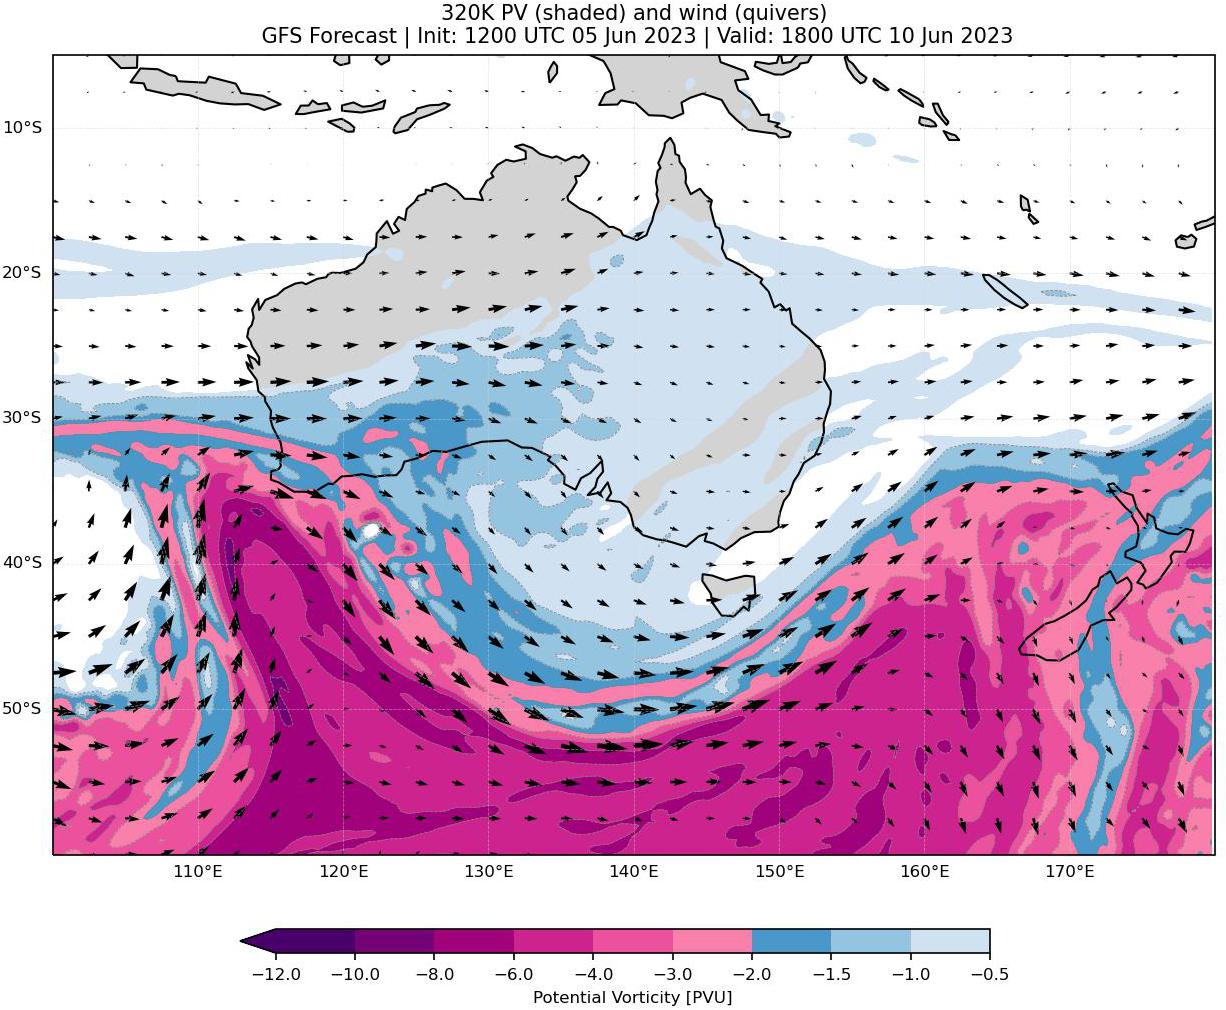 320K PV (shaded) and wind (quivers)
GFS Forecast | Init: 1200 UTC 05 Jun 2023 | Valid: 1800 UTC 10 Jun 2023
10°S
20°S
30°S
40°S
50°S
110°E 120°E 130°E 140°E 150°E 160°E 170°E
−12.0 −10.0 −8.0 −6.0 −4.0 −3.0 −2.0 −1.5 −1.0 −0.5
Potential Vorticity [PVU]